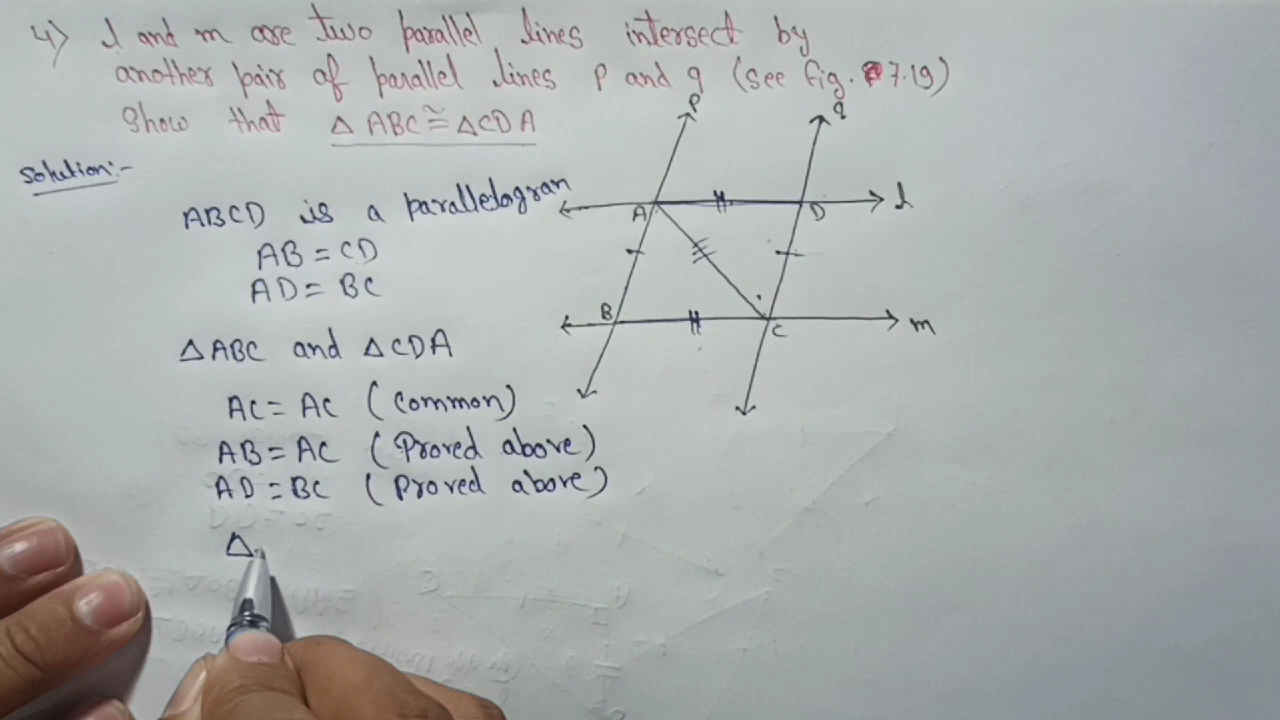 4) l and m are two parallel lines intersect by
another pair of parallel lines p and q (see fig. 7.19)
Show that △ ABC ≅ △CDA
Solution:-
ABCD is a parallelogran
AB = CD
AD = BC
△ABC and △CDA
AC = AC (Common)
AB = AC (Proved above)
AD = BC (Proved above)
△
P
q
A
D
l
B
C
m